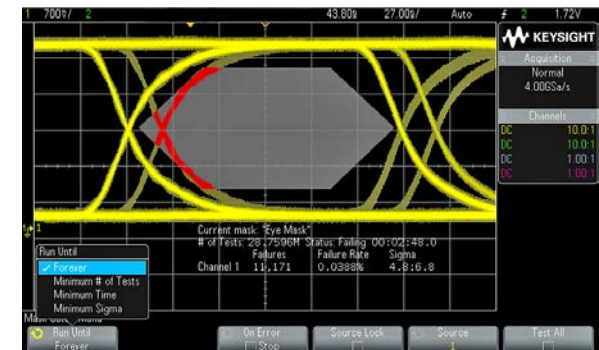 1 700%/ 2 43.80s 27.00s/ Auto 2 1.72V
KEYSIGHT
Acquisition
Normal
4.00GSa/s
Channels
DC 10.0:1
DC 10.0:1
DC 1.00:1
DC 1.00:1
Current mask: "Eye Mask"
# of Tests: 28.7596M Status: Failing 00:02:48.0
Failures Failure Rate Sigma
Channel 1 11,171 0.0388% 4.8:6.8
Run Until
Forever
Minimum # of Tests
Minimum Time
Minimum Sigma
Run Until
Forever
On Error
Stop
Source Lock
Source
1
Test All